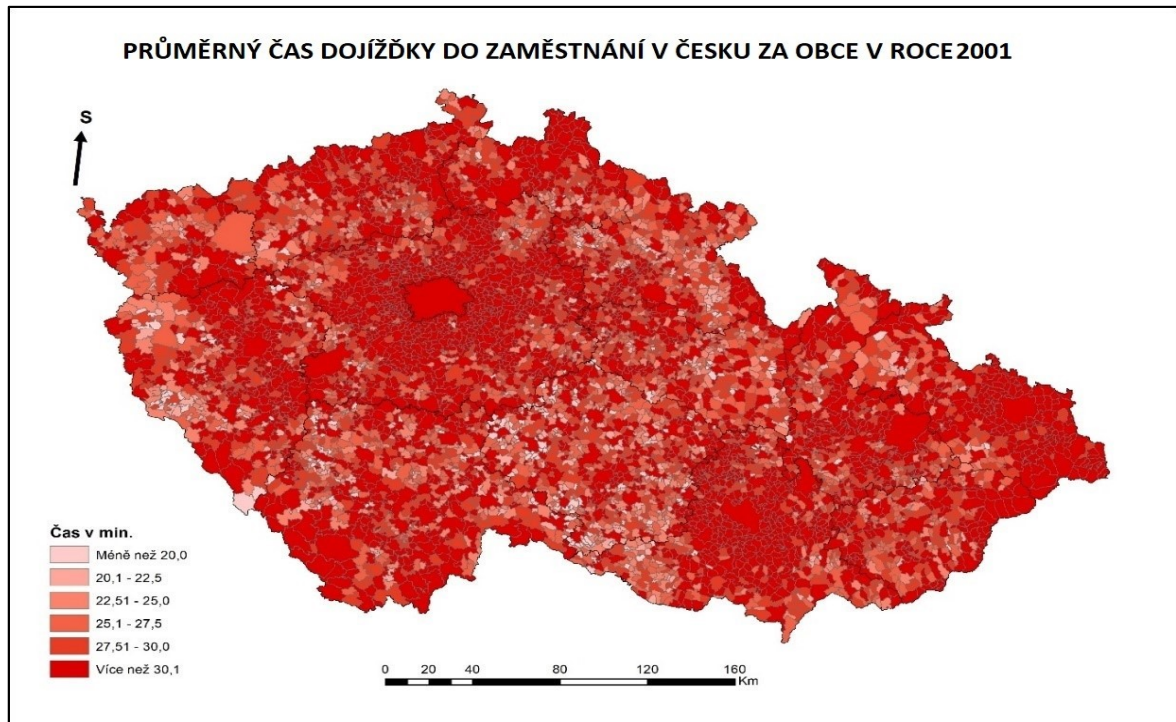 PRŮMĚRNÝ ČAS DOJÍŽĎKY DO ZAMĚSTNÁNÍ V ČESKU ZA OBCE V ROCE 2001
S
Čas v min.
Méně než 20,0
20,1 - 22,5
22,51 - 25,0
25,1 - 27,5
27,51 - 30,0
Více než 30,1
0 20 40 80 120 160
Km